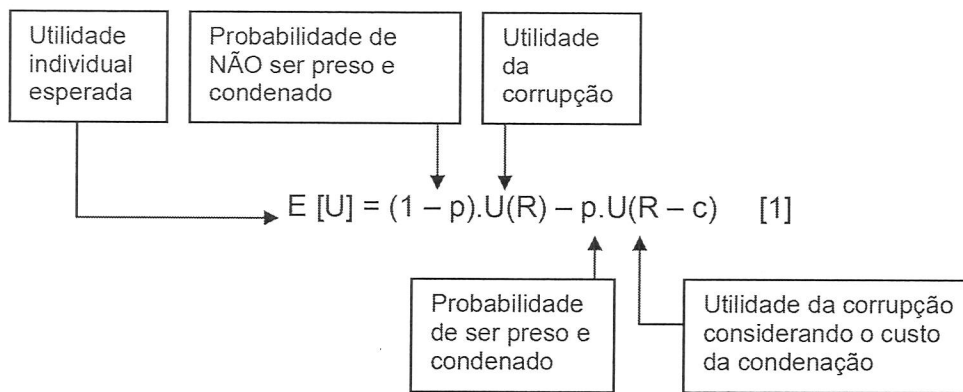 Utilidade
individual
esperada
Probabilidade de
NÃO ser preso e
condenado
Utilidade
da
corrupção
E [U] = (1 – p).U(R) – p.U(R – c) [1]
Probabilidade
de ser preso e
condenado
Utilidade da corrupção
considerando o custo
da condenação